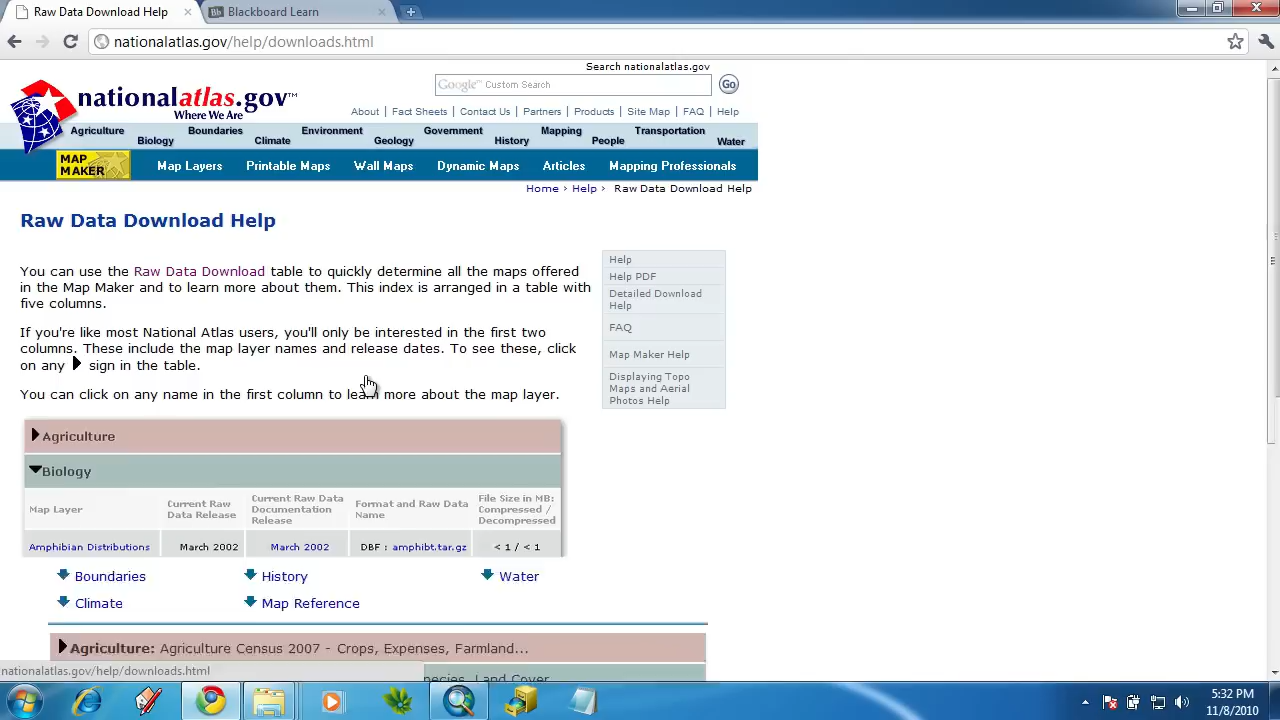 Raw Data Download Help
Blackboard Learn
nationalatlas.gov/help/downloads.html
Search nationalatlas.gov
Google™ Custom Search
Go
nationalatlas.gov™
Where We Are
About | Fact Sheets | Contact Us | Partners | Products | Site Map | FAQ | Help
Agriculture Boundaries Environment Government Mapping Transportation
Biology Climate Geology History People Water
MAP
MAKER
Map Layers Printable Maps Wall Maps Dynamic Maps Articles Mapping Professionals
Home › Help › Raw Data Download Help
Raw Data Download Help
You can use the Raw Data Download table to quickly determine all the maps offered
in the Map Maker and to learn more about them. This index is arranged in a table with
five columns.
If you're like most National Atlas users, you'll only be interested in the first two
columns. These include the map layer names and release dates. To see these, click
on any sign in the table.
You can click on any name in the first column to learn more about the map layer.
Help
Help PDF
Detailed Download
Help
FAQ
Map Maker Help
Displaying Topo
Maps and Aerial
Photos Help
Agriculture
Biology
Map Layer
Current Raw
Data Release
Current Raw Data
Documentation
Release
Format and Raw Data
Name
File Size in MB:
Compressed /
Decompressed
Amphibian Distributions March 2002 March 2002 DBF : amphibt.tar.gz < 1 / < 1
Boundaries History Water
Climate Map Reference
Agriculture: Agriculture Census 2007 - Crops, Expenses, Farmland...
nationalatlas.gov/help/downloads.html
pecies, Land Cover
5:32 PM
11/8/2010